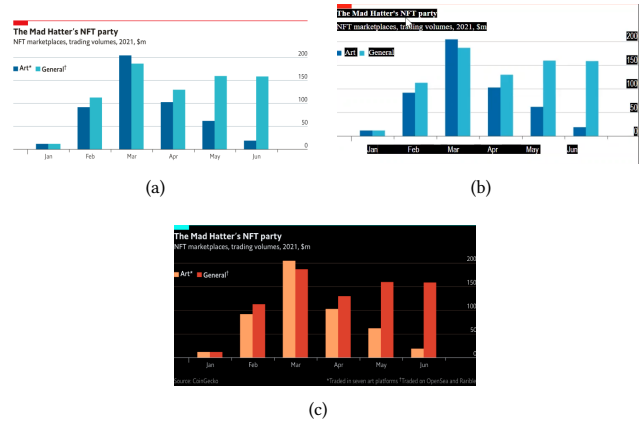 The Mad Hatter's NFT party
NFT marketplaces, trading volumes, 2021, $m
Art* General†
200
150
100
50
0
Jan Feb Mar Apr May Jun
(a)
The Mad Hatter's NFT party
NFT marketplaces, trading volumes, 2021, $m
Art General
200
150
100
50
0
Jan Feb Mar Apr May Jun
(b)
The Mad Hatter's NFT party
NFT marketplaces, trading volumes, 2021, $m
Art* General†
200
150
100
50
0
Jan Feb Mar Apr May Jun
Source: CoinGecko *Traded in seven art platforms †Traded on OpenSea and Rarible
(c)